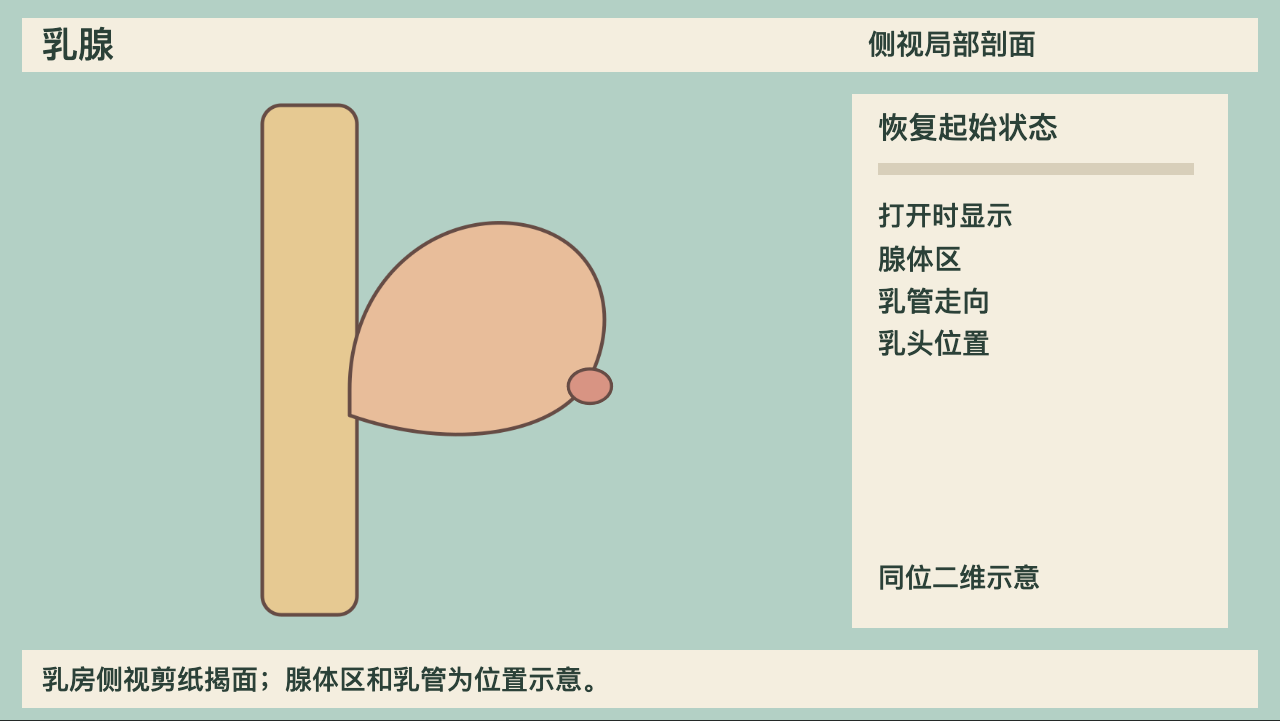 乳腺
侧视局部剖面
恢复起始状态
打开时显示
腺体区
乳管走向
乳头位置
同位二维示意
乳房侧视剪纸揭面；腺体区和乳管为位置示意。